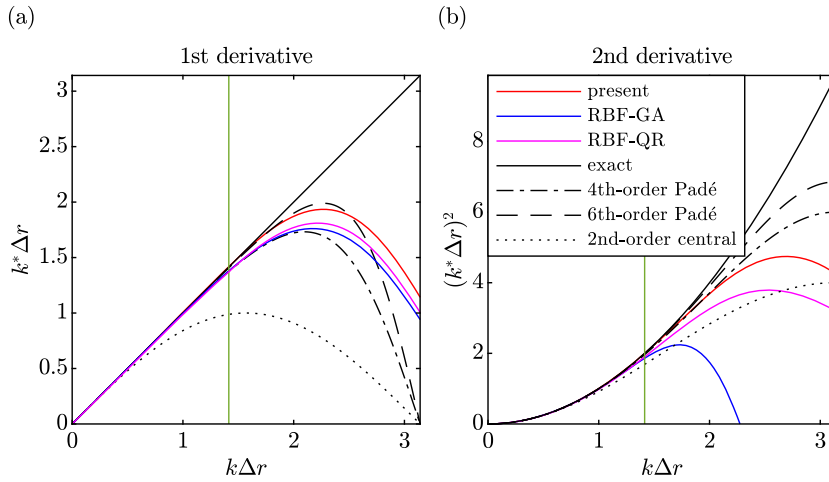 (a)
1st derivative
3
2.5
2
1.5
1
0.5
0
0
1
2
3
k*Δr
kΔr
(b)
2nd derivative
8
6
4
2
0
0
1
2
3
(k*Δr)²
kΔr
present
RBF-GA
RBF-QR
exact
4th-order Padé
6th-order Padé
2nd-order central